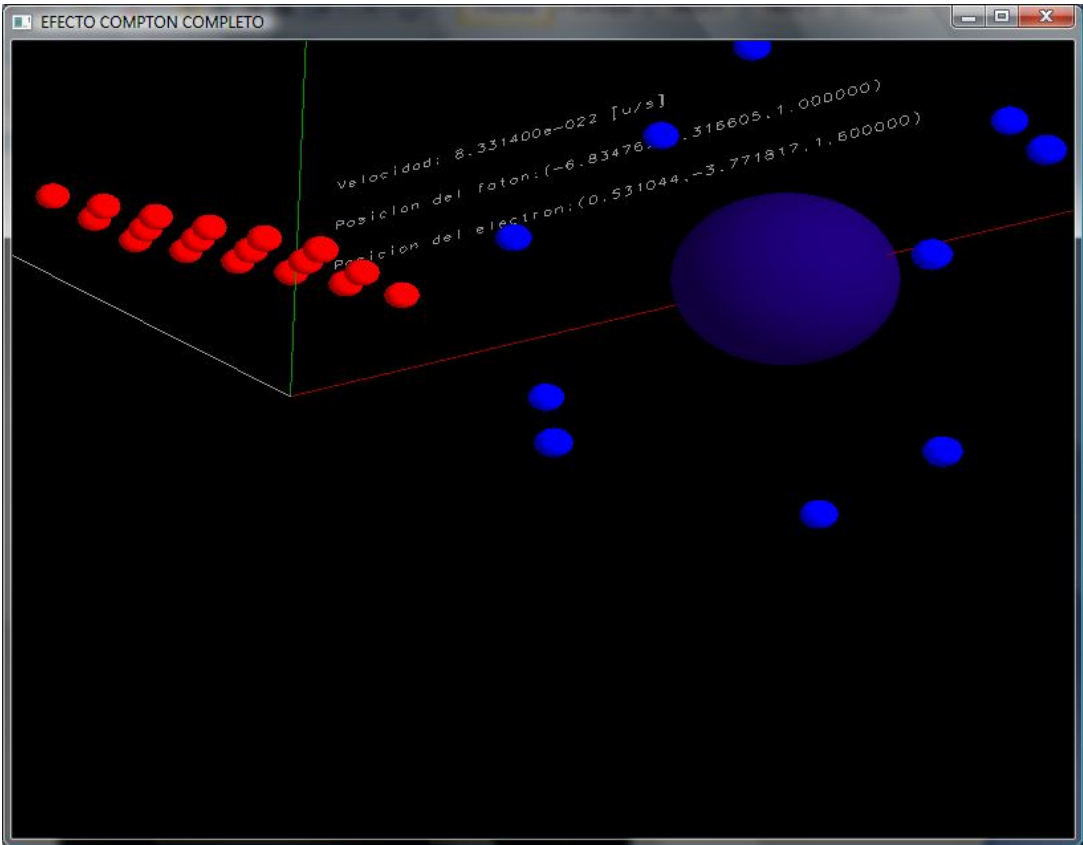 EFECTO COMPTON COMPLETO
Velocidad: 8.331400e-022 [u/s]
Posicion del foton:(-6.83476 .316605,1.000000)
Posicion del electron:(0.531044,-3.771817,1.600000)